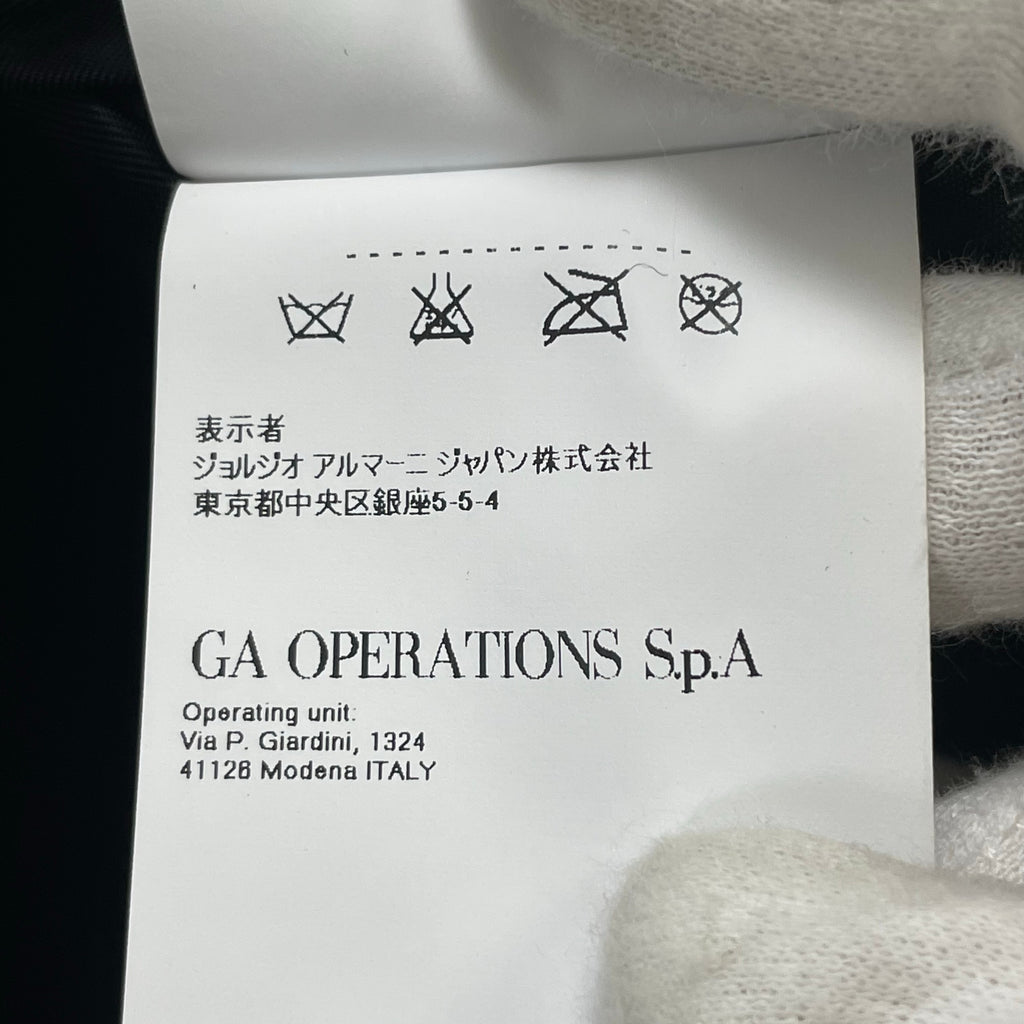 表示者
ジョルジオ アルマーニ ジャパン株式会社
東京都中央区銀座5-5-4
GA OPERATIONS S.p.A
Operating unit:
Via P. Giardini, 1324
41126 Modena ITALY